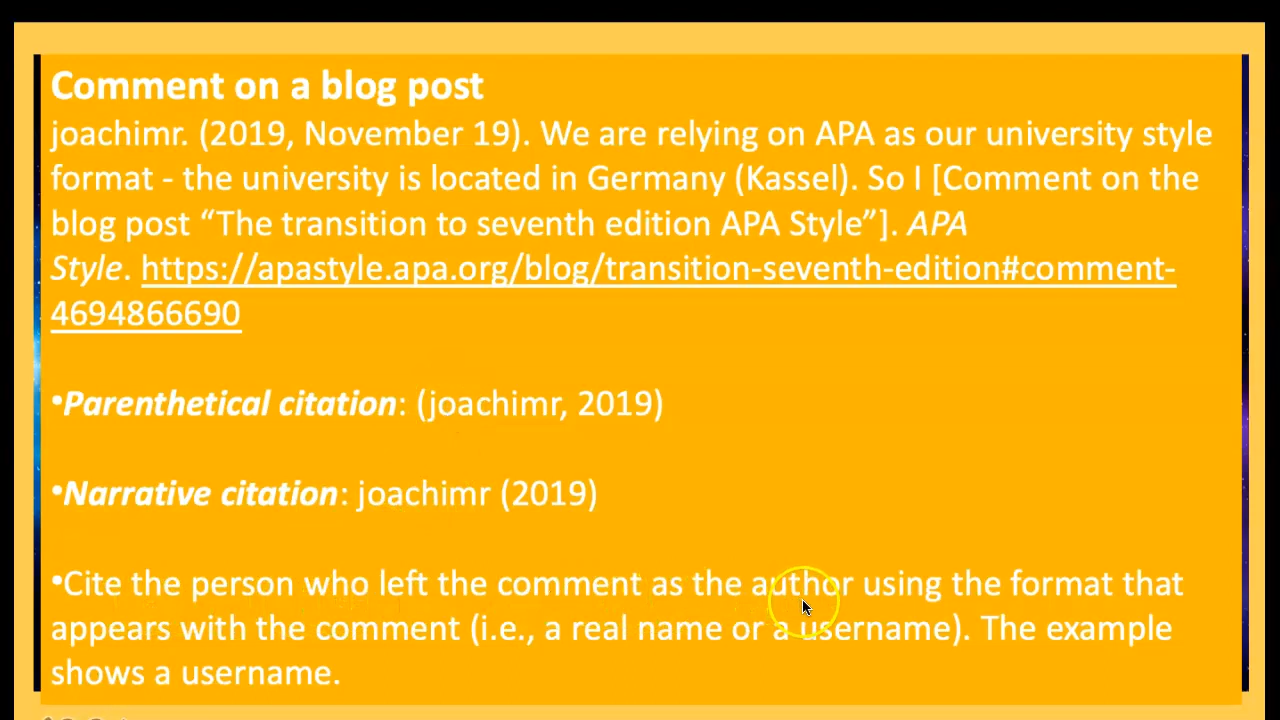 Comment on a blog post
joachimr. (2019, November 19). We are relying on APA as our university style
format - the university is located in Germany (Kassel). So I [Comment on the
blog post “The transition to seventh edition APA Style”]. APA
Style. https://apastyle.apa.org/blog/transition-seventh-edition#comment-
4694866690
•Parenthetical citation: (joachimr, 2019)
•Narrative citation: joachimr (2019)
•Cite the person who left the comment as the author using the format that
appears with the comment (i.e., a real name or a username). The example
shows a username.